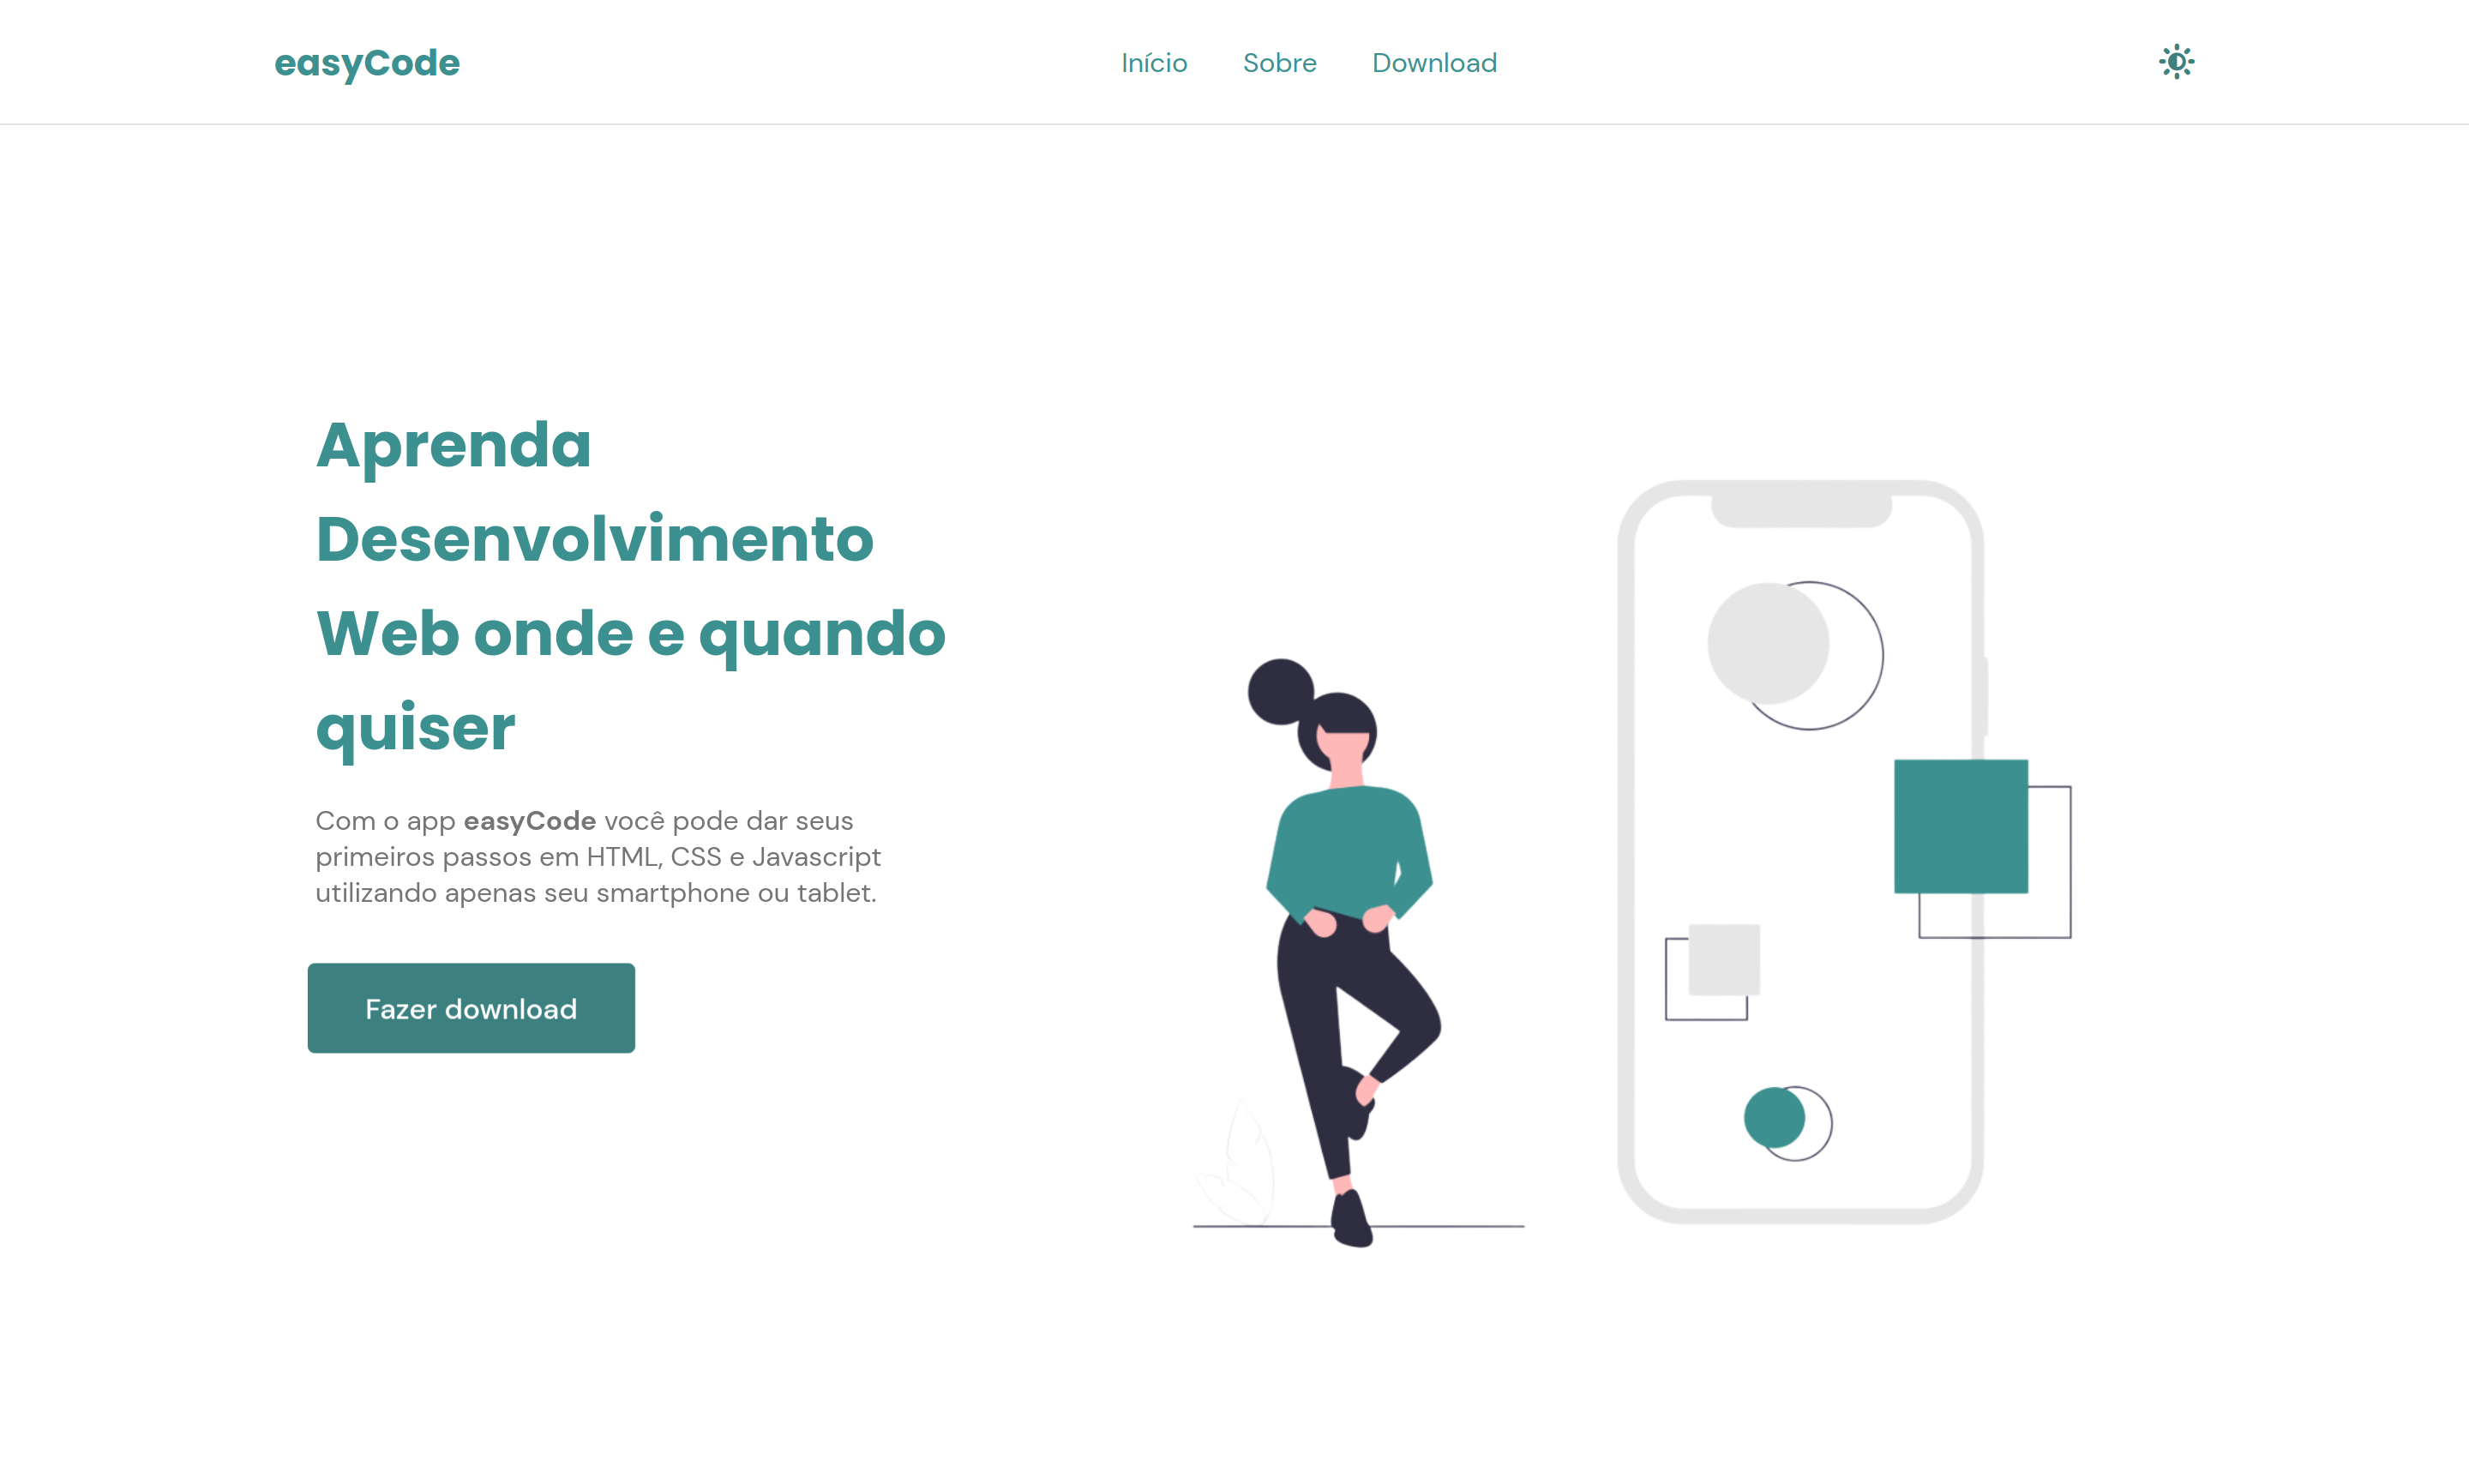 easyCode
Início Sobre Download
Aprenda
Desenvolvimento
Web onde e quando
quiser
Com o app easyCode você pode dar seus
primeiros passos em HTML, CSS e Javascript
utilizando apenas seu smartphone ou tablet.
Fazer download